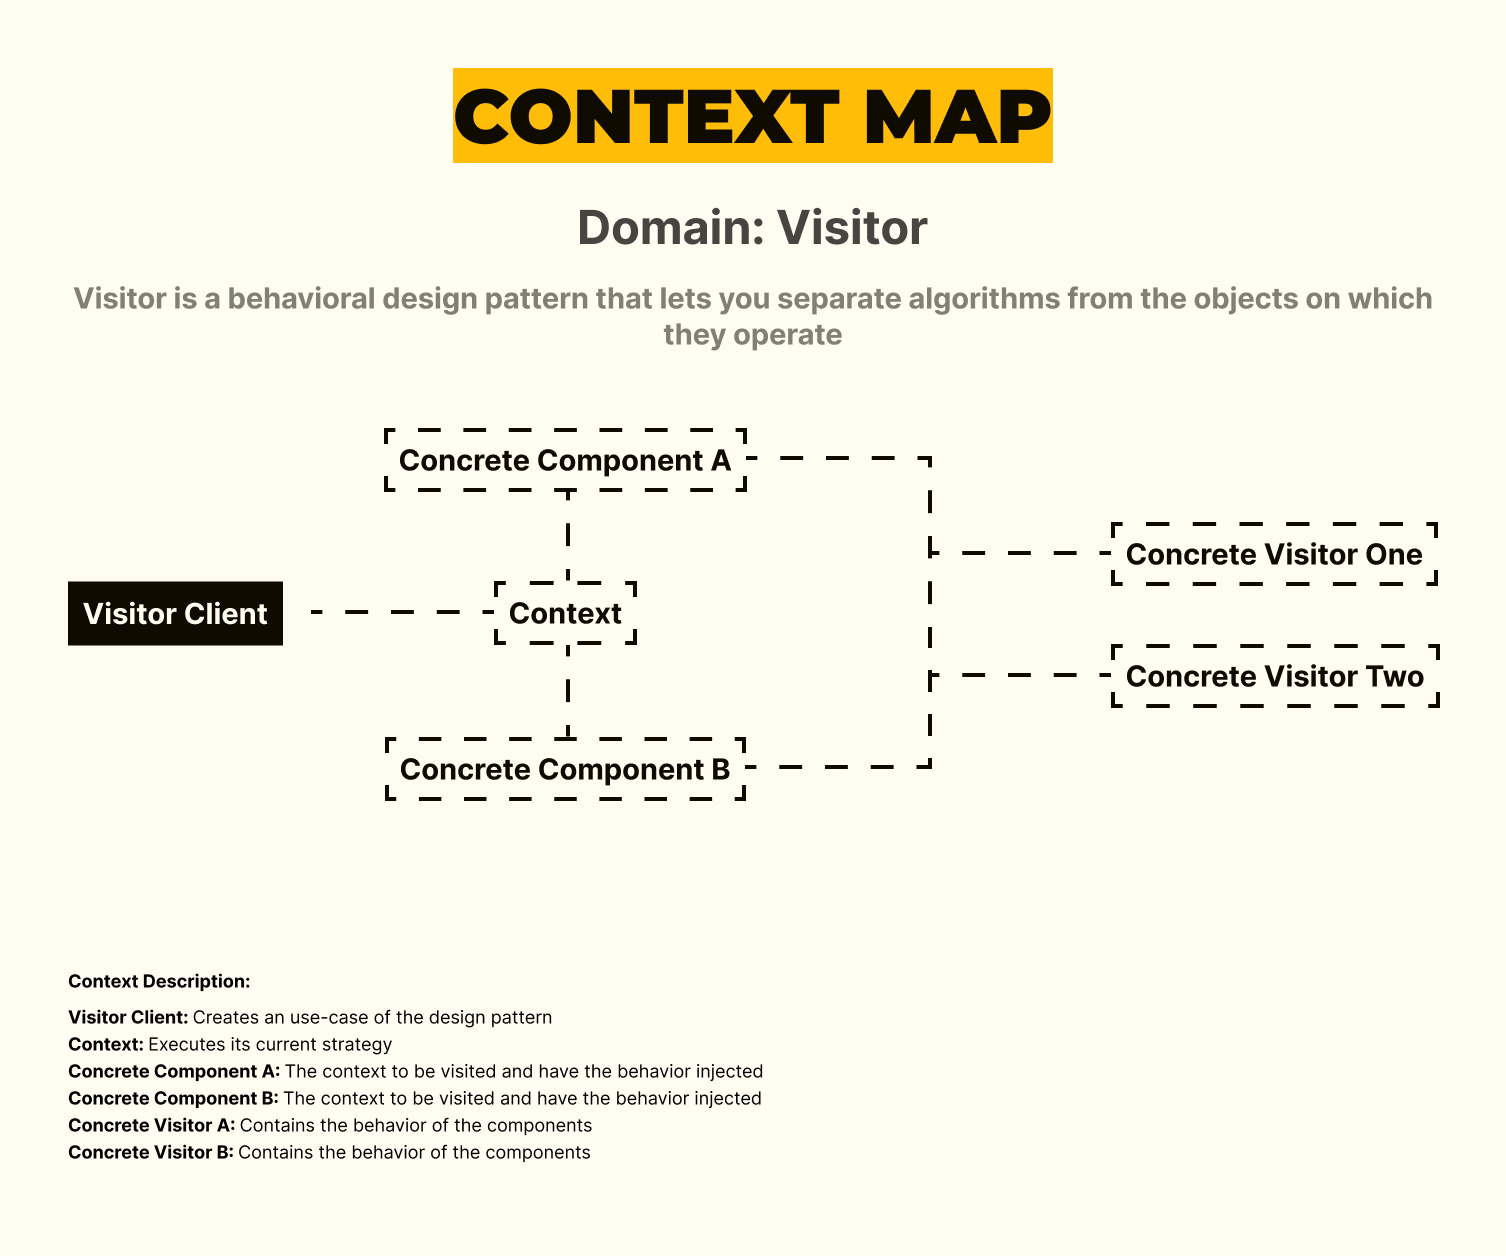 CONTEXT MAP
Domain: Visitor
Visitor is a behavioral design pattern that lets you separate algorithms from the objects on which
they operate
Concrete Component A
Concrete Visitor One
Visitor Client
Context
Concrete Visitor Two
Concrete Component B
Context Description:
Visitor Client: Creates an use-case of the design pattern
Context: Executes its current strategy
Concrete Component A: The context to be visited and have the behavior injected
Concrete Component B: The context to be visited and have the behavior injected
Concrete Visitor A: Contains the behavior of the components
Concrete Visitor B: Contains the behavior of the components